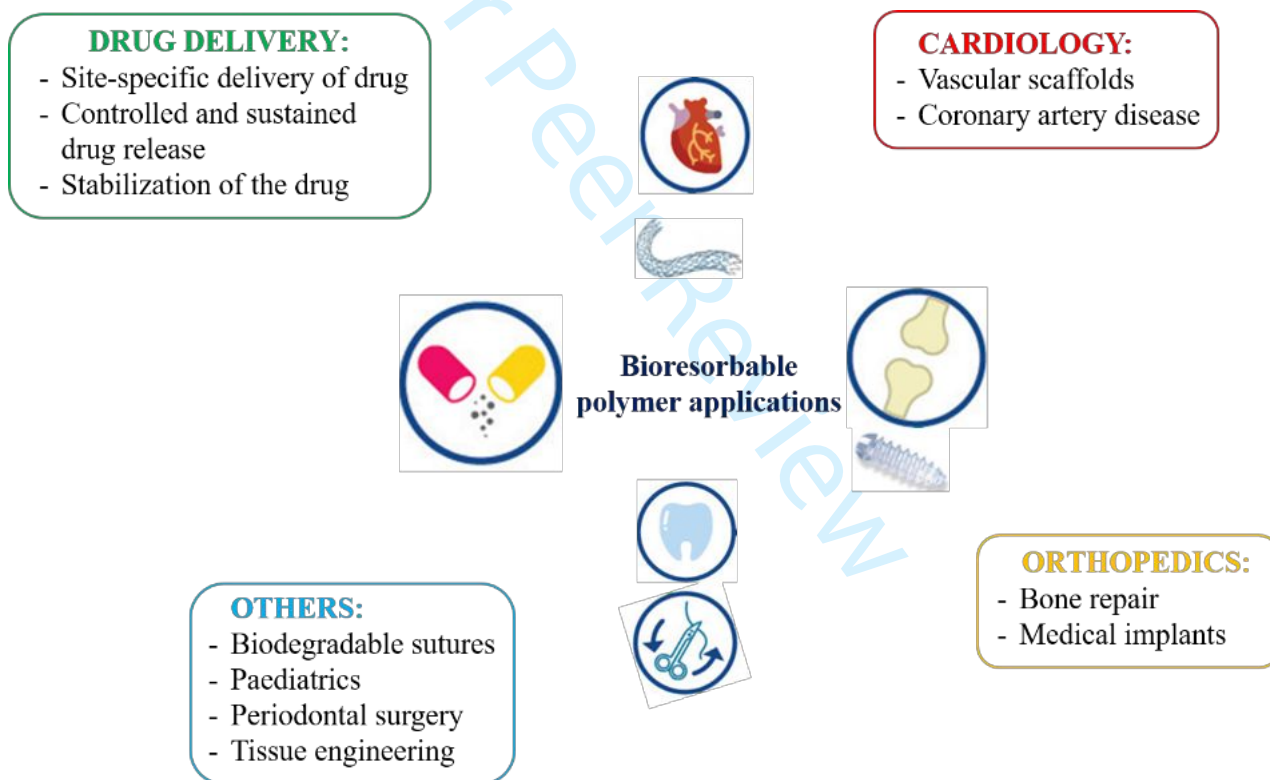 DRUG DELIVERY:
- Site-specific delivery of drug
- Controlled and sustained
drug release
- Stabilization of the drug
CARDIOLOGY:
- Vascular scaffolds
- Coronary artery disease
Bioresorbable
polymer applications
ORTHOPEDICS:
- Bone repair
- Medical implants
OTHERS:
- Biodegradable sutures
- Paediatrics
- Periodontal surgery
- Tissue engineering
r Peer Review